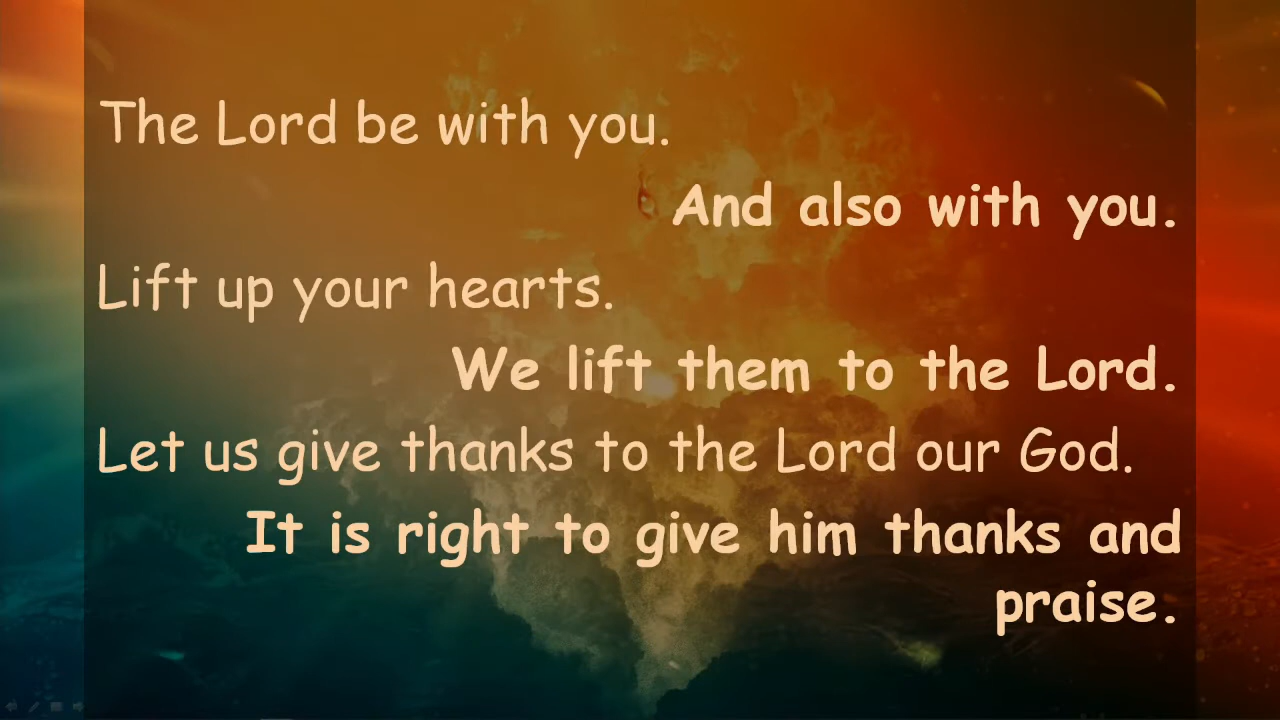 The Lord be with you.
And also with you.
Lift up your hearts.
We lift them to the Lord.
Let us give thanks to the Lord our God.
It is right to give him thanks and
praise.